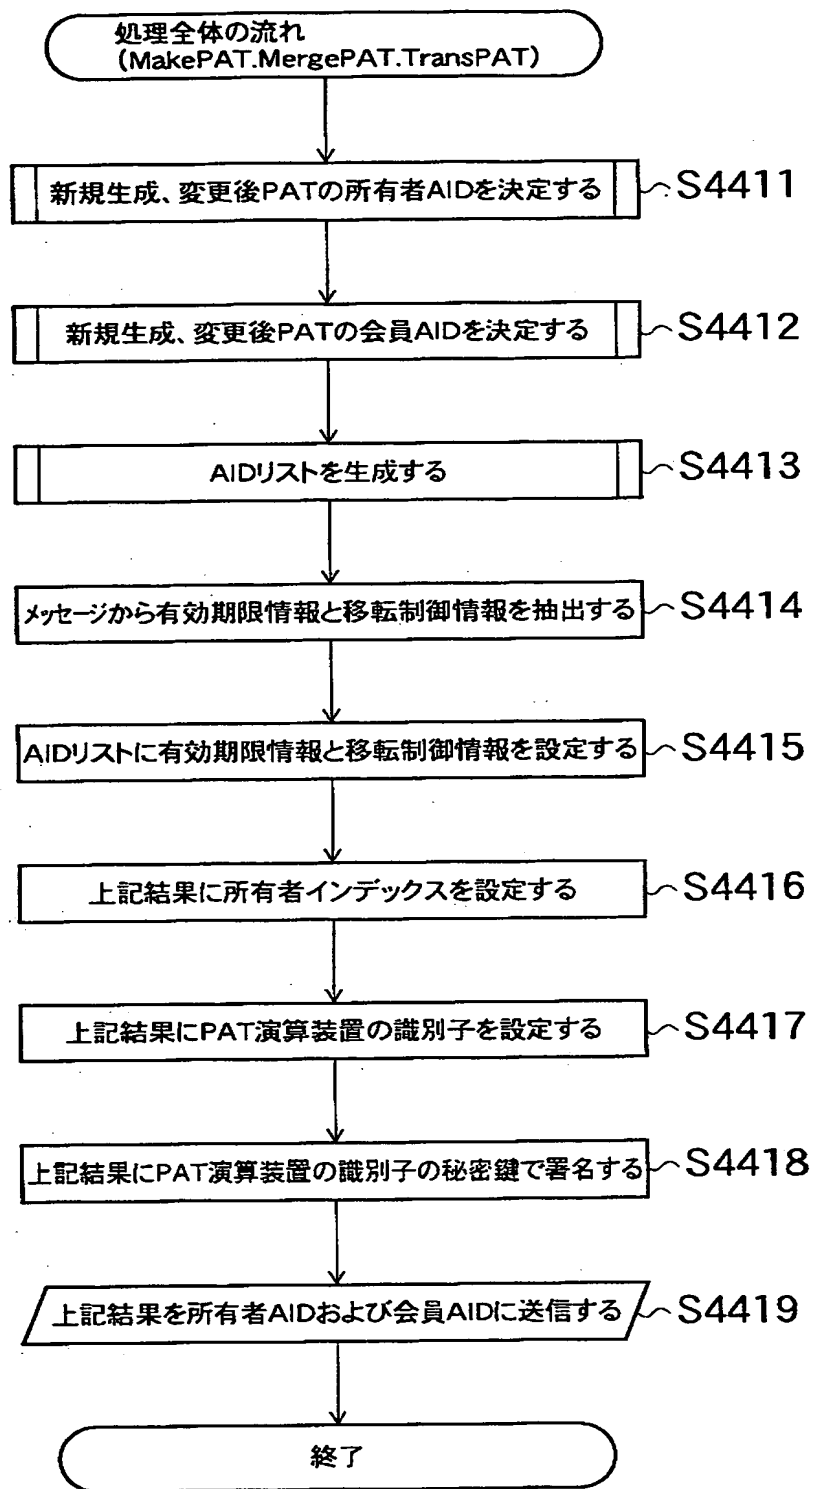 処理全体の流れ
(MakePAT.MergePAT.TransPAT)
新規生成、変更後PATの所有者AIDを決定する
S4411
新規生成、変更後PATの会員AIDを決定する
S4412
AIDリストを生成する
S4413
メッセージから有効期限情報と移転制御情報を抽出する
S4414
AIDリストに有効期限情報と移転制御情報を設定する
S4415
上記結果に所有者インデックスを設定する
S4416
上記結果にPAT演算装置の識別子を設定する
S4417
上記結果にPAT演算装置の識別子の秘密鍵で署名する
S4418
上記結果を所有者AIDおよび会員AIDに送信する
S4419
終了